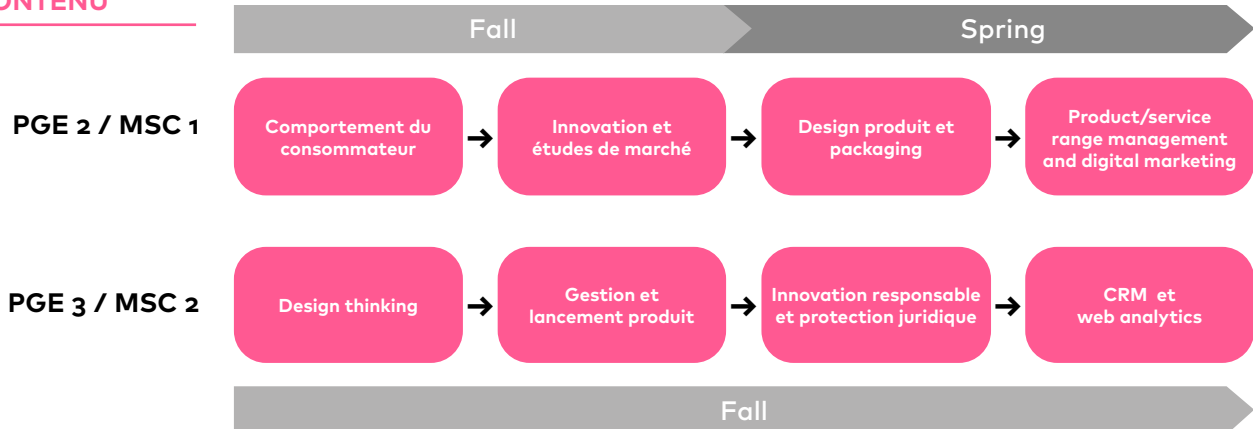 CONTENU
Fall
Spring
PGE 2 / MSC 1
Comportement du
consommateur
Innovation et
études de marché
Design produit et
packaging
Product/service
range management
and digital marketing
PGE 3 / MSC 2
Design thinking
Gestion et
lancement produit
Innovation responsable
et protection juridique
CRM et
web analytics
Fall